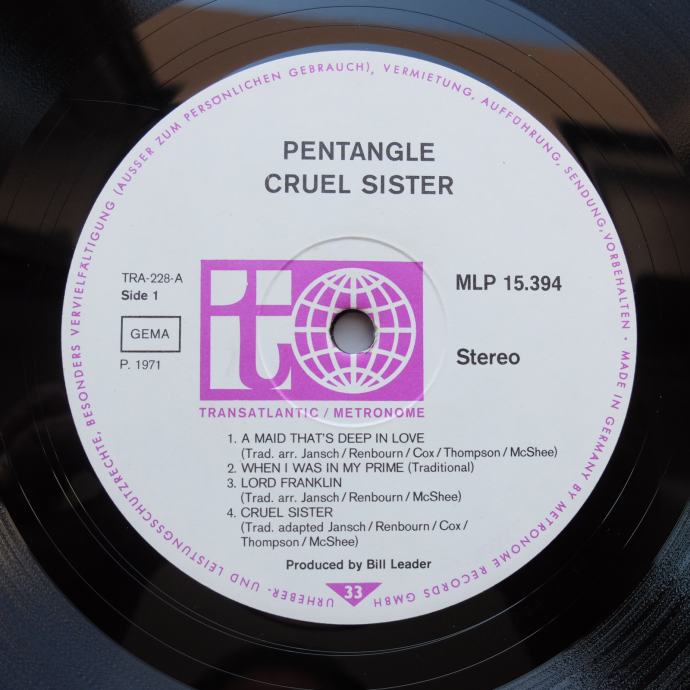 PENTANGLE
CRUEL SISTER
TRA-228-A
Side 1
GEMA
P. 1971
MLP 15.394
Stereo
t
TRANSATLANTIC / METRONOME
1. A MAID THAT'S DEEP IN LOVE
(Trad. arr. Jansch / Renbourn / Cox / Thompson / McShee)
2. WHEN I WAS IN MY PRIME (Traditional)
3. LORD FRANKLIN
(Trad. arr. Jansch / Renbourn / McShee)
4. CRUEL SISTER
(Trad. adapted Jansch / Renbourn / Cox /
Thompson / McShee)
Produced by Bill Leader
33
URHEBER- UND LEISTUNGSSCHUTZRECHTE, BESONDERS VERVIELFÄLTIGUNG (AUSSER ZUM PERSÖNLICHEN GEBRAUCH), VERMIETUNG, AUFFÜHRUNG, SENDUNG, VORBEHALTEN · MADE IN GERMANY BY METRONOME RECORDS GMBH